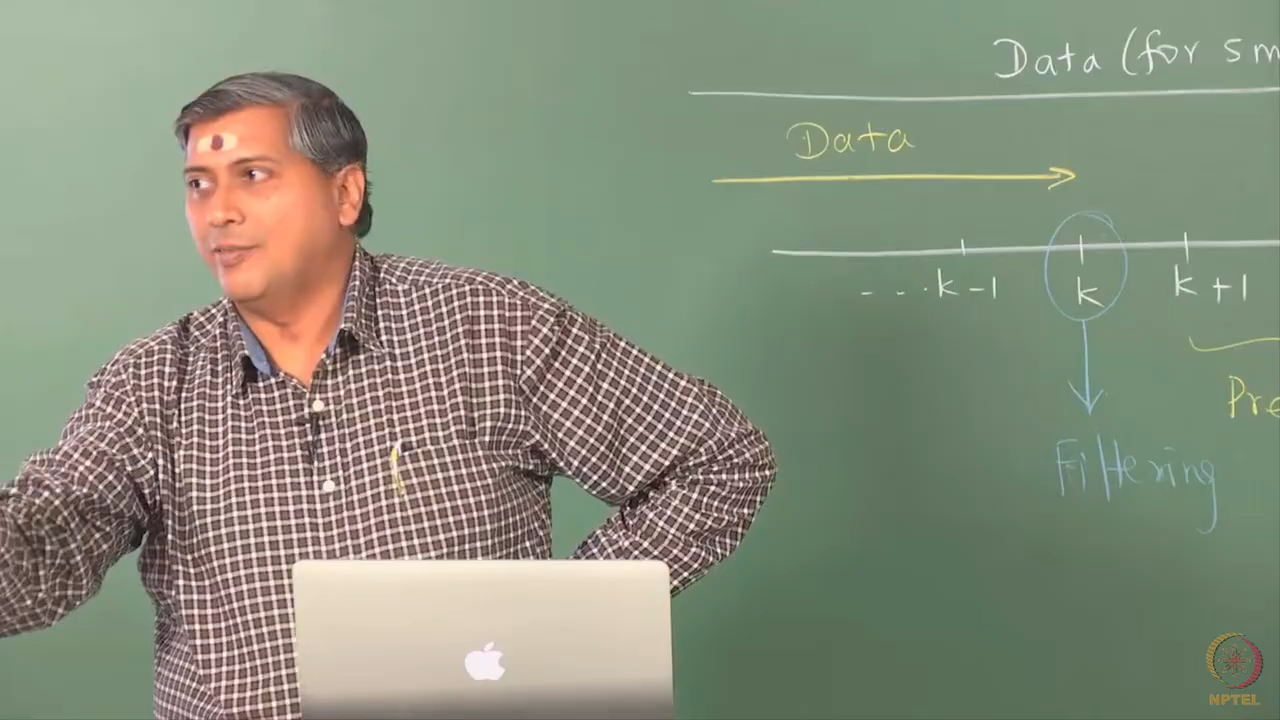 Data (for sm
Data
- - . . k-1 k k+1
Pre
Filtering
NPTEL